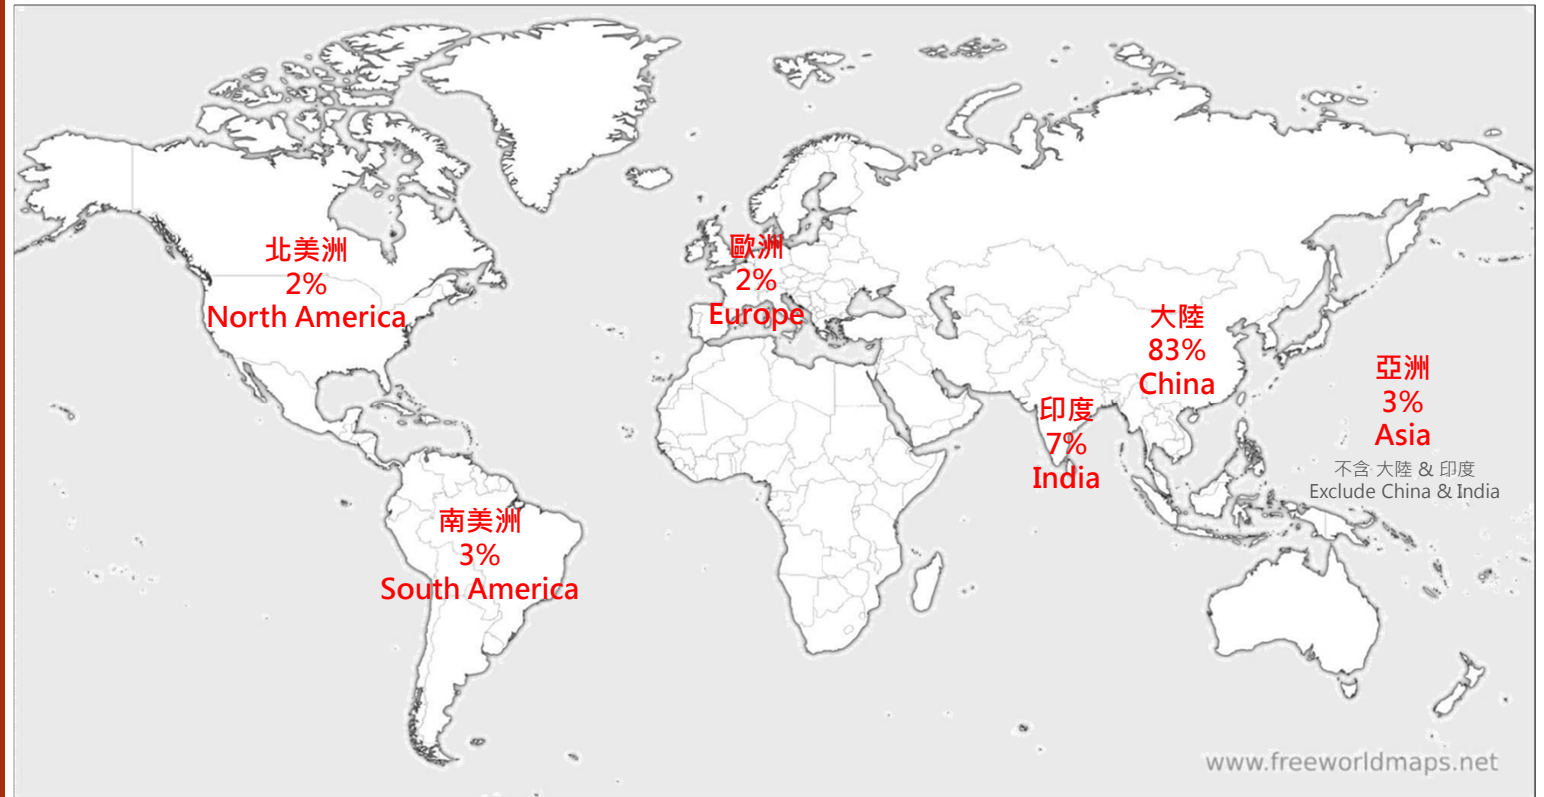 北美洲
2%
North America
歐洲
2%
Europe
大陸
83%
China
亞洲
3%
Asia
不含 大陸 & 印度
Exclude China & India
印度
7%
India
南美洲
3%
South America
www.freeworldmaps.net